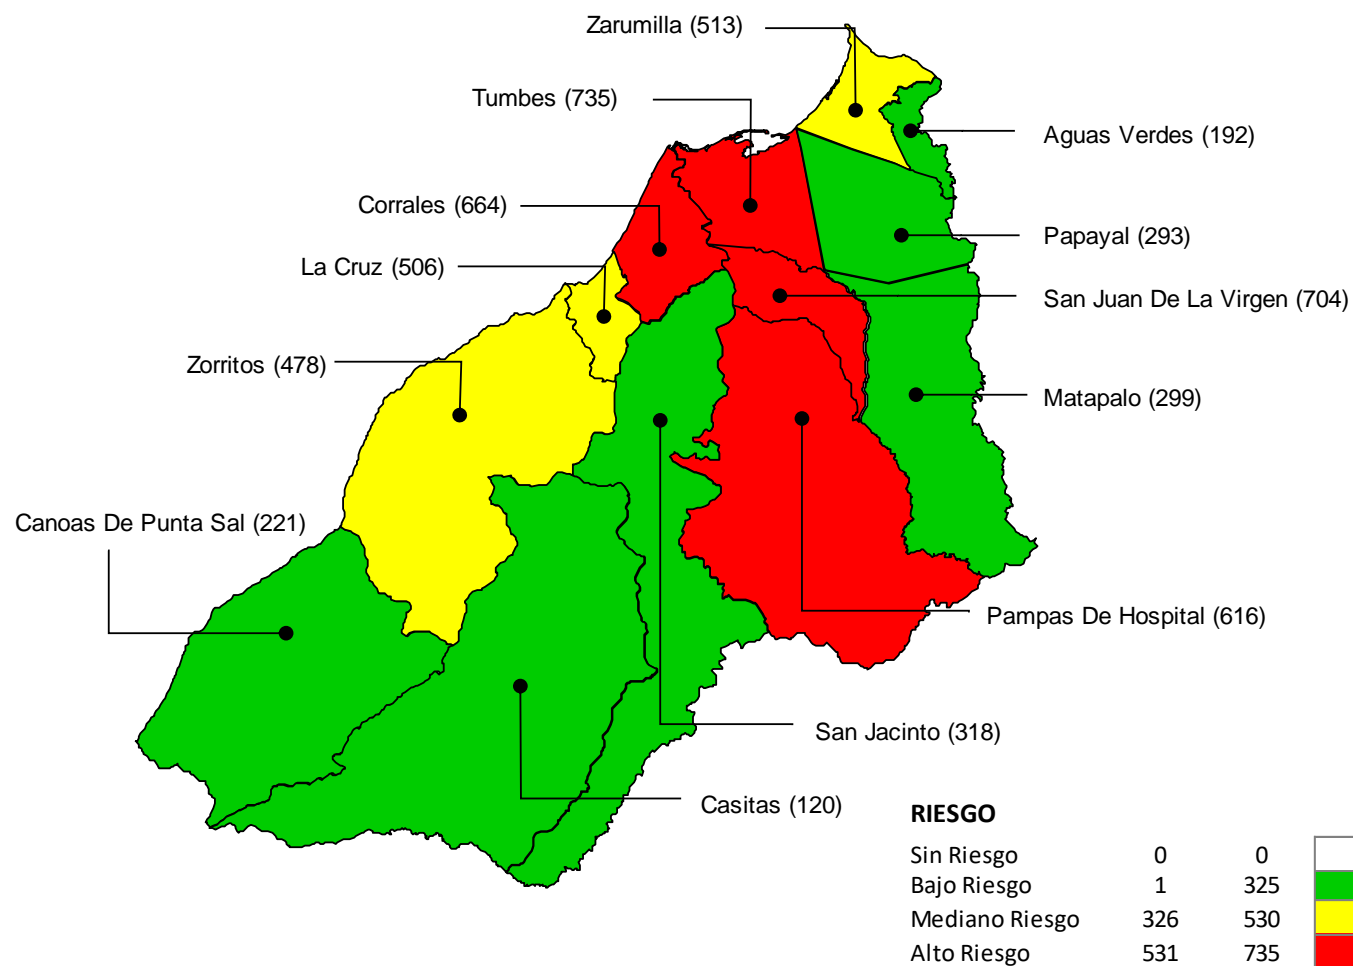 Zarumilla (513)
Tumbes (735)
Aguas Verdes (192)
Corrales (664)
Papayal (293)
La Cruz (506)
San Juan De La Virgen (704)
Zorritos (478)
Matapalo (299)
Canoas De Punta Sal (221)
Pampas De Hospital (616)
San Jacinto (318)
Casitas (120)
RIESGO
Sin Riesgo 0 0
Bajo Riesgo 1 325
Mediano Riesgo 326 530
Alto Riesgo 531 735